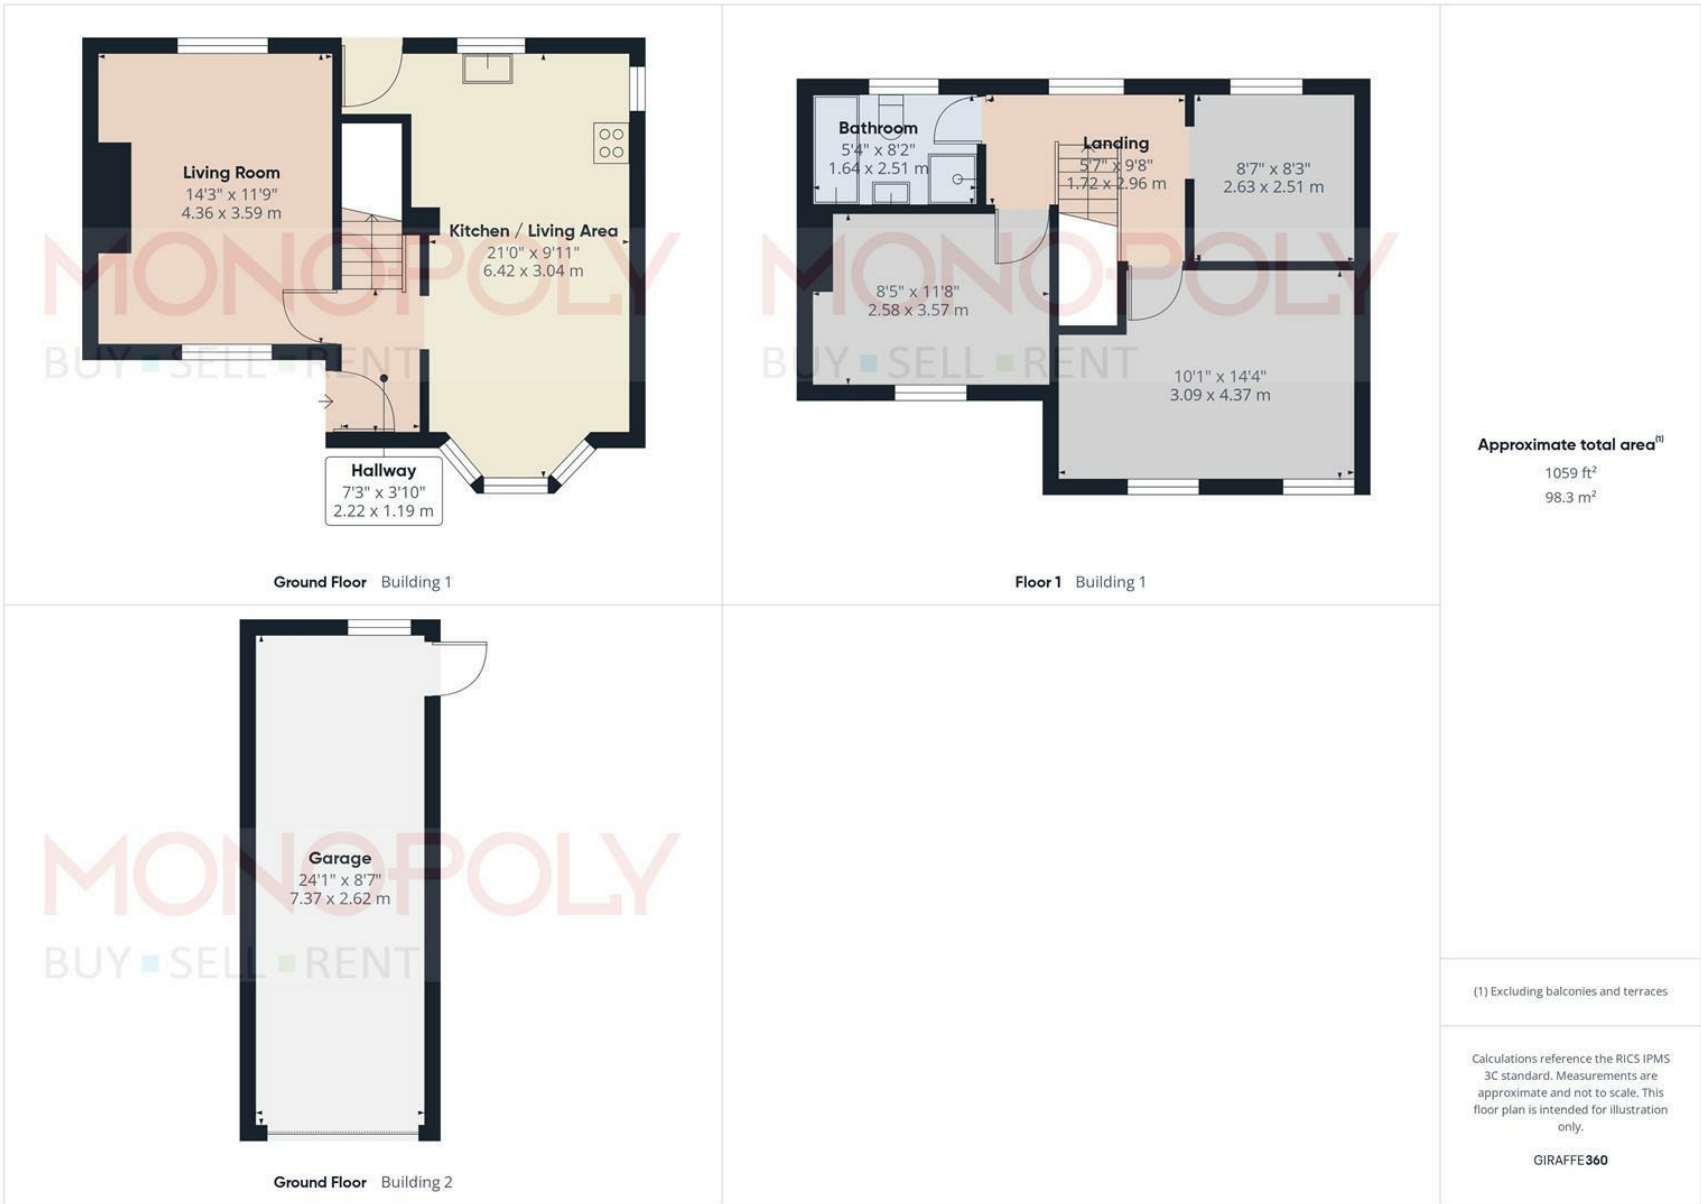 Living Room
14'3" x 11'9"
4.36 x 3.59 m
Kitchen / Living Area
21'0" x 9'11"
6.42 x 3.04 m
Hallway
7'3" x 3'10"
2.22 x 1.19 m
MONOPOLY
BUY SELL RENT
Ground Floor Building 1
Bathroom
5'4" x 8'2"
1.64 x 2.51 m
Landing
5'7" x 9'8"
1.72 x 2.96 m
8'7" x 8'3"
2.63 x 2.51 m
8'5" x 11'8"
2.58 x 3.57 m
10'1" x 14'4"
3.09 x 4.37 m
MONOPOLY
BUY SELL RENT
Floor 1 Building 1
Garage
24'1" x 8'7"
7.37 x 2.62 m
MONOPOLY
BUY SELL RENT
Ground Floor Building 2
Approximate total area(1)
1059 ft²
98.3 m²
(1) Excluding balconies and terraces
Calculations reference the RICS IPMS
3C standard. Measurements are
approximate and not to scale. This
floor plan is intended for illustration
only.
GIRAFFE360